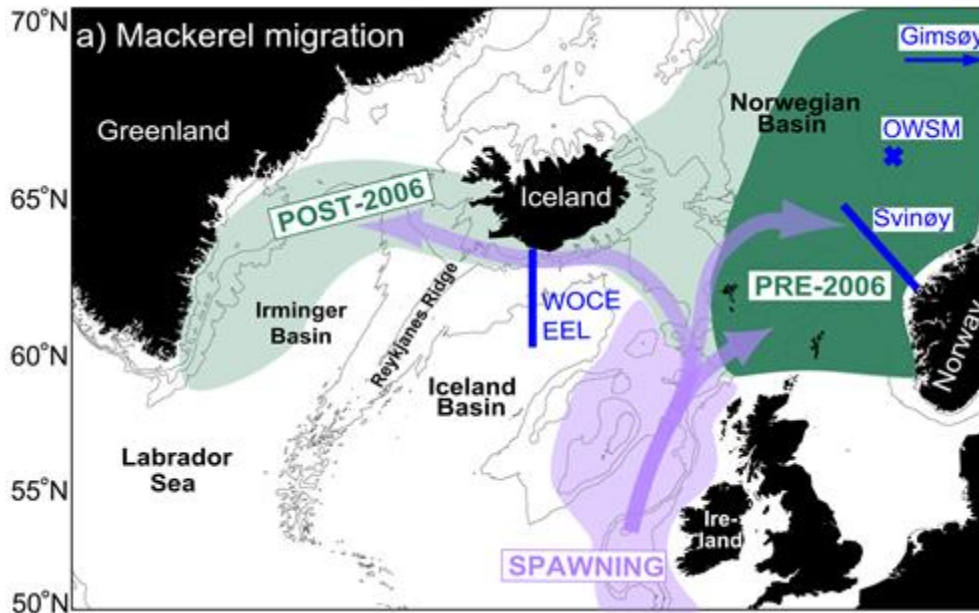 70°N
a) Mackerel migration
Gimsøy
Greenland
Norwegian
Basin
OWSM
65°N
POST-2006
Iceland
Svinøy
Irminger
Basin
Reykjanes Ridge
WOCE
EEL
PRE-2006
60°N
Iceland
Basin
Norway
Labrador
Sea
55°N
Ire-
land
SPAWNING
50°N